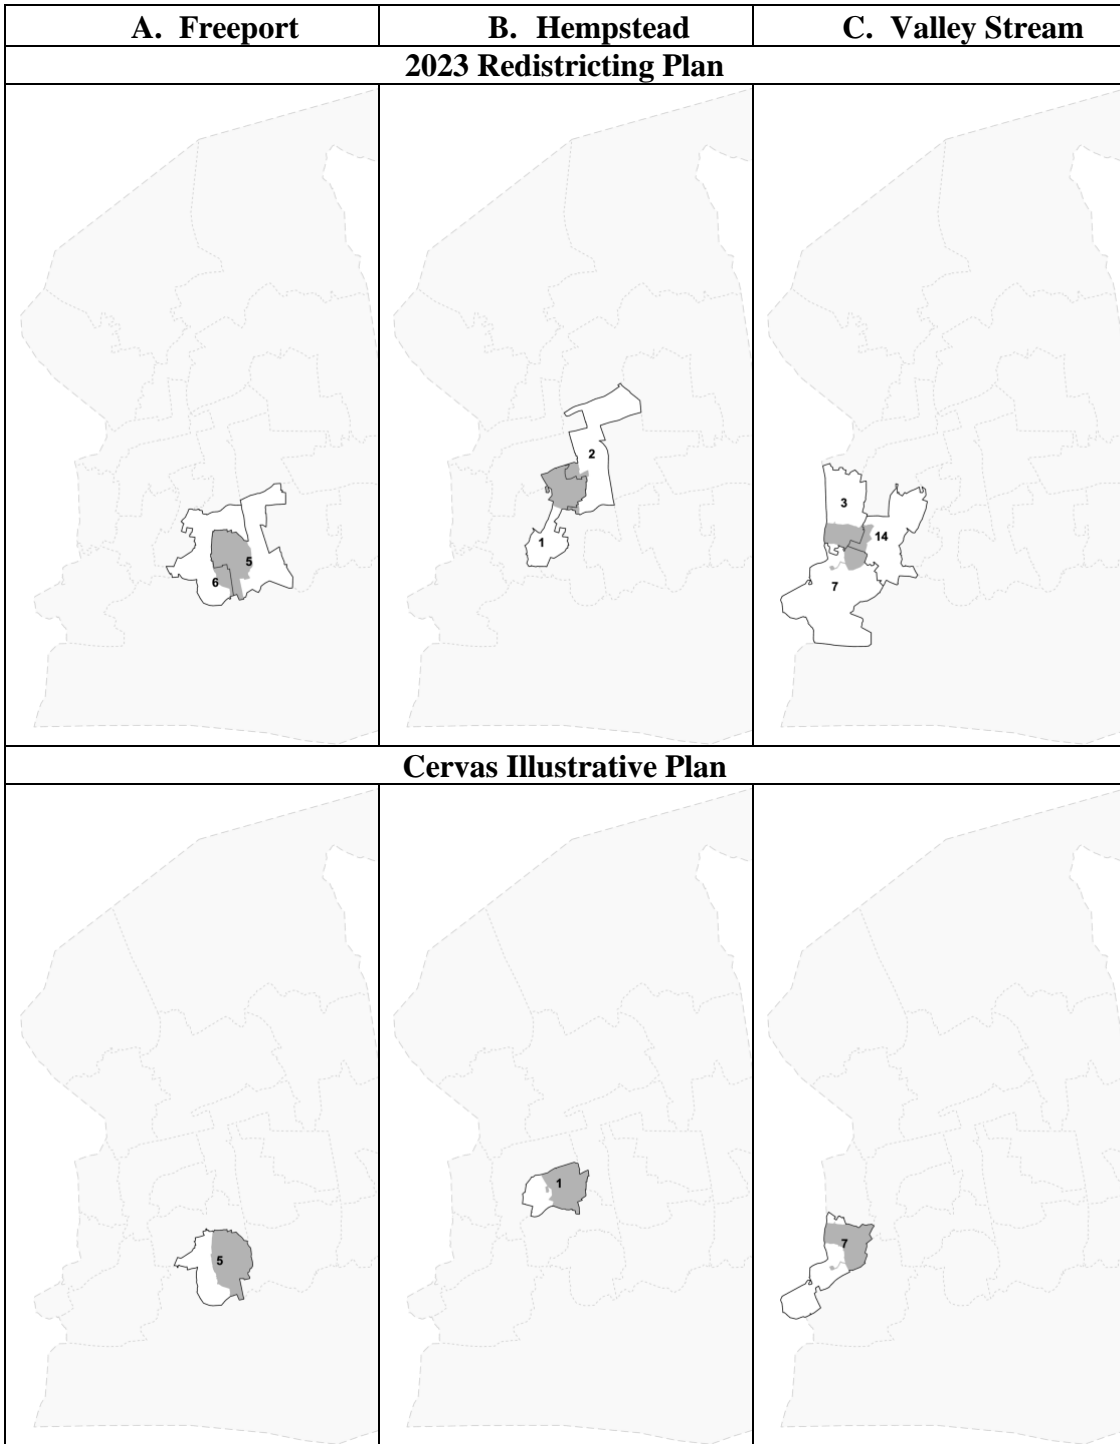 A. Freeport
B. Hempstead
C. Valley Stream
2023 Redistricting Plan
5
6
2
1
3
14
7
Cervas Illustrative Plan
5
1
7